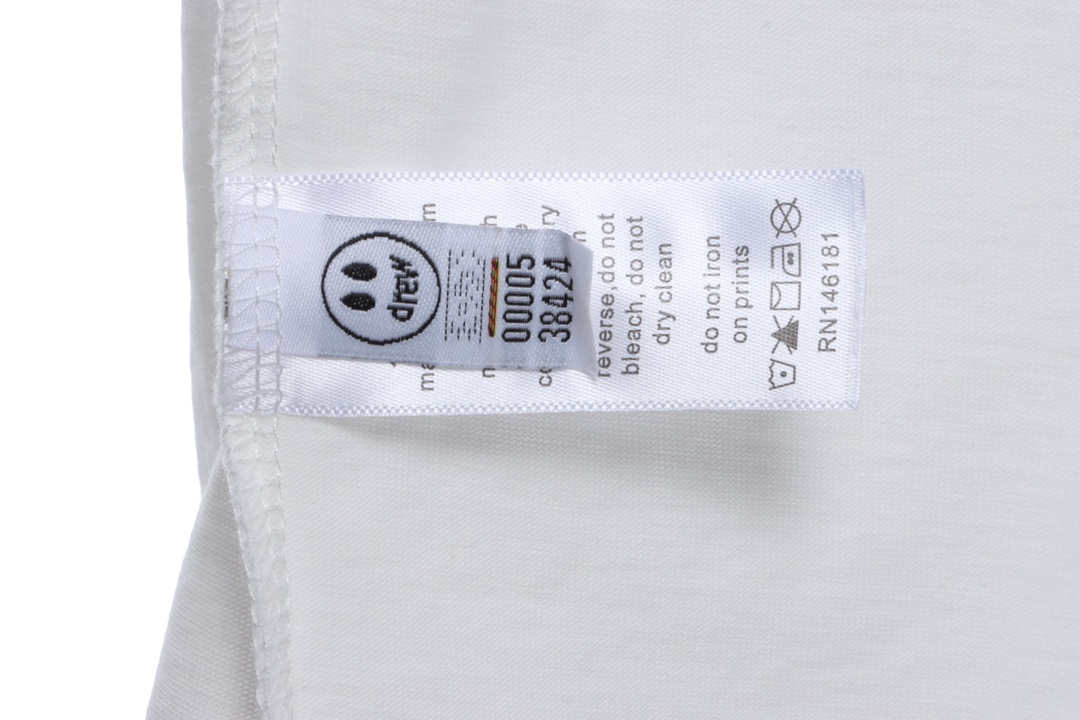 drew
00005
38424
reverse, do not
bleach, do not
dry clean
do not iron
on prints
RN146181